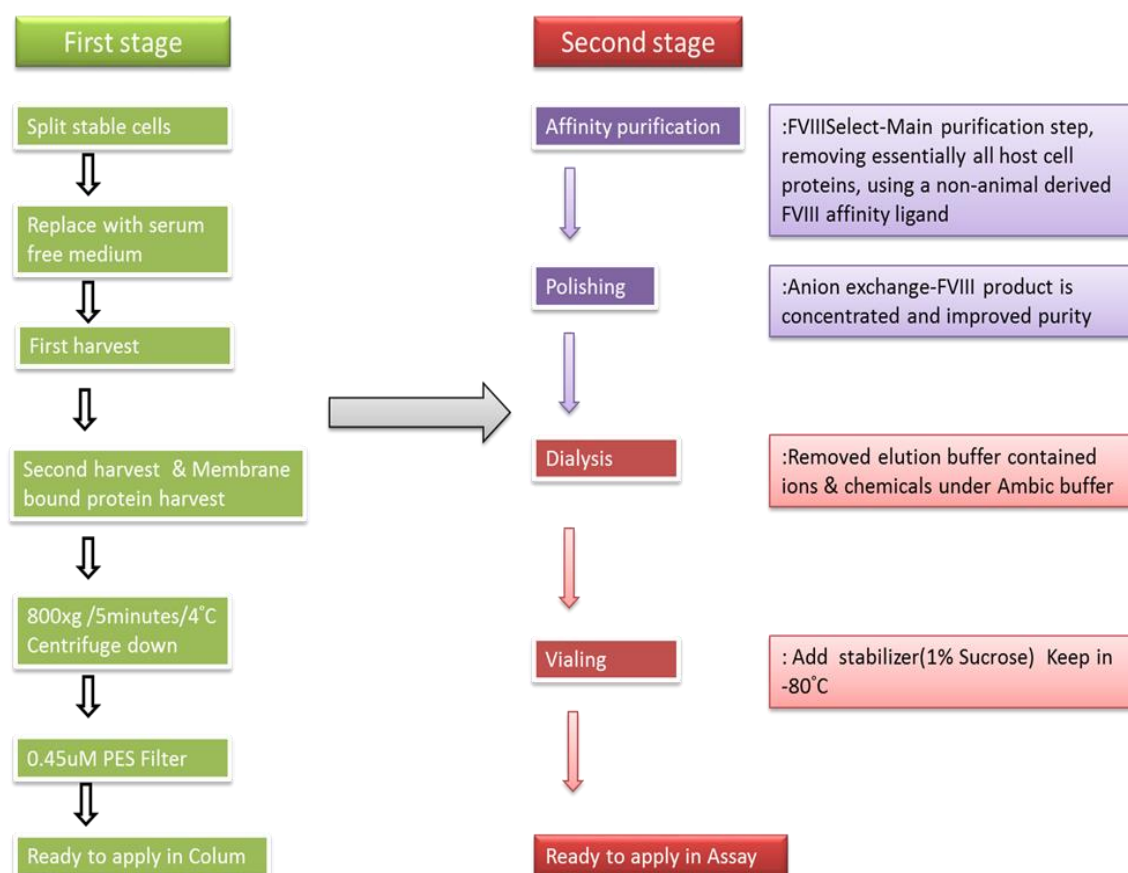 First stage
Split stable cells
Replace with serum
free medium
First harvest
Second harvest & Membrane
bound protein harvest
800xg /5minutes/4°C
Centrifuge down
0.45uM PES Filter
Ready to apply in Colum
Second stage
Affinity purification
:FVIIISelect-Main purification step,
removing essentially all host cell
proteins, using a non-animal derived
FVIII affinity ligand
Polishing
:Anion exchange-FVIII product is
concentrated and improved purity
Dialysis
:Removed elution buffer contained
ions & chemicals under Ambic buffer
Vialing
: Add stabilizer(1% Sucrose) Keep in
-80°C
Ready to apply in Assay